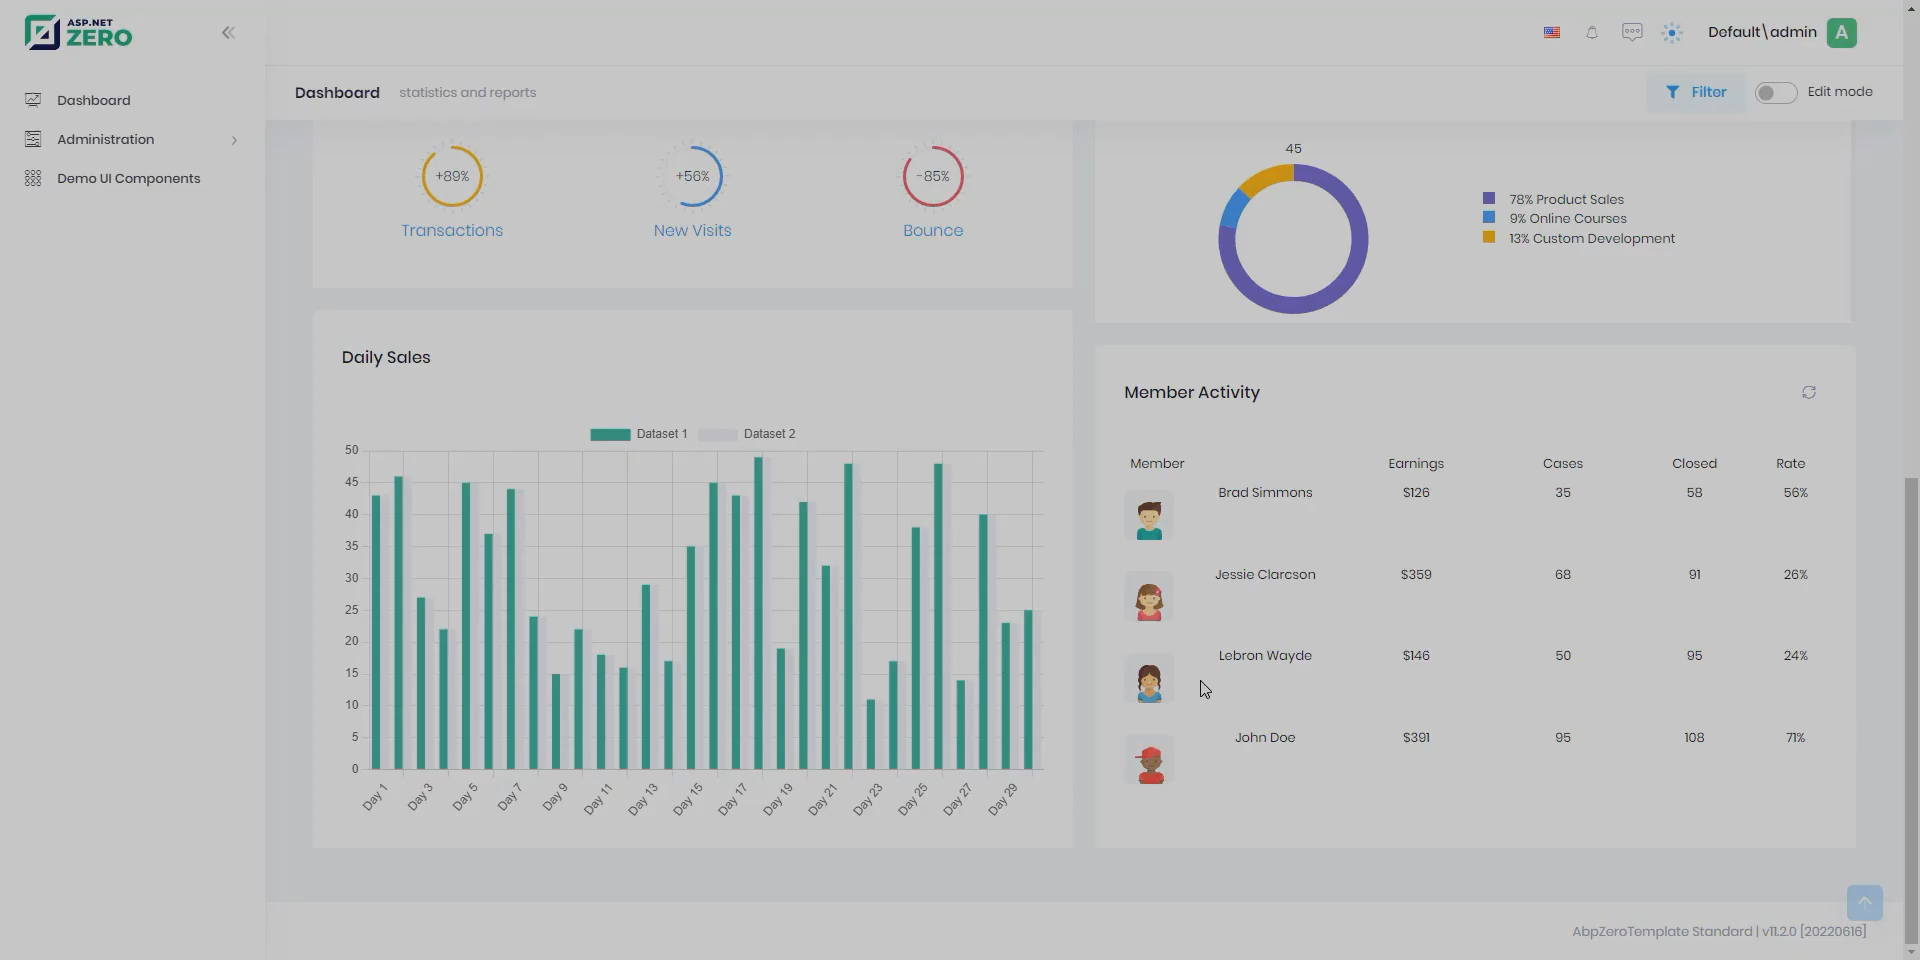 ASP.NET
ZERO
Default\admin
A
Dashboard
Administration
Demo UI Components
Dashboard statistics and reports
Filter
Edit mode
+89%
+56%
-85%
Transactions
New Visits
Bounce
45
78% Product Sales
9% Online Courses
13% Custom Development
Daily Sales
Dataset 1 Dataset 2
50
45
40
35
30
25
20
15
10
5
0
Day 1 Day 3 Day 5 Day 7 Day 9 Day 11 Day 13 Day 15 Day 17 Day 19 Day 21 Day 23 Day 25 Day 27 Day 29
Member Activity
Member Earnings Cases Closed Rate
Brad Simmons $126 35 58 56%
Jessie Clarcson $359 68 91 26%
Lebron Wayde $146 50 95 24%
John Doe $391 95 108 71%
AbpZeroTemplate Standard | v11.2.0 [20220616]